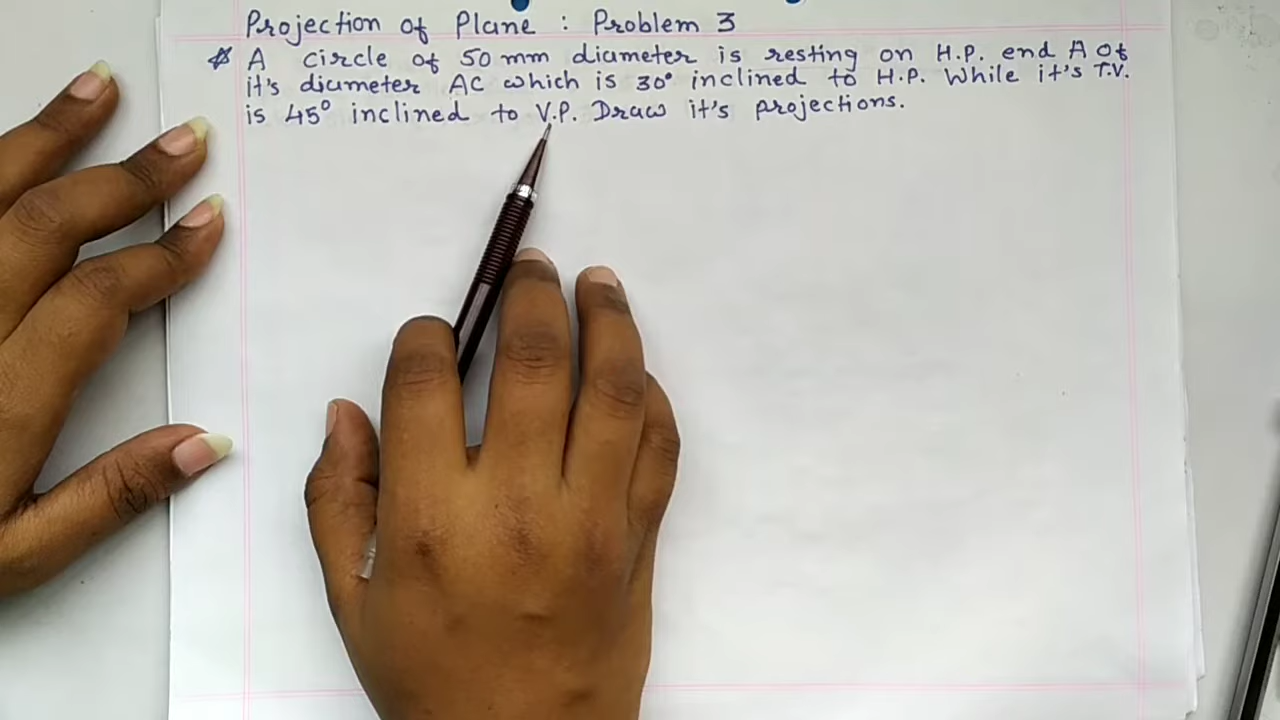 Projection of Plane : Problem 3
A circle of 50 mm diameter is resting on H.P. end A of
it's diameter AC which is 30° inclined to H.P. While it's T.V.
is 45° inclined to V.P. Draw it's projections.